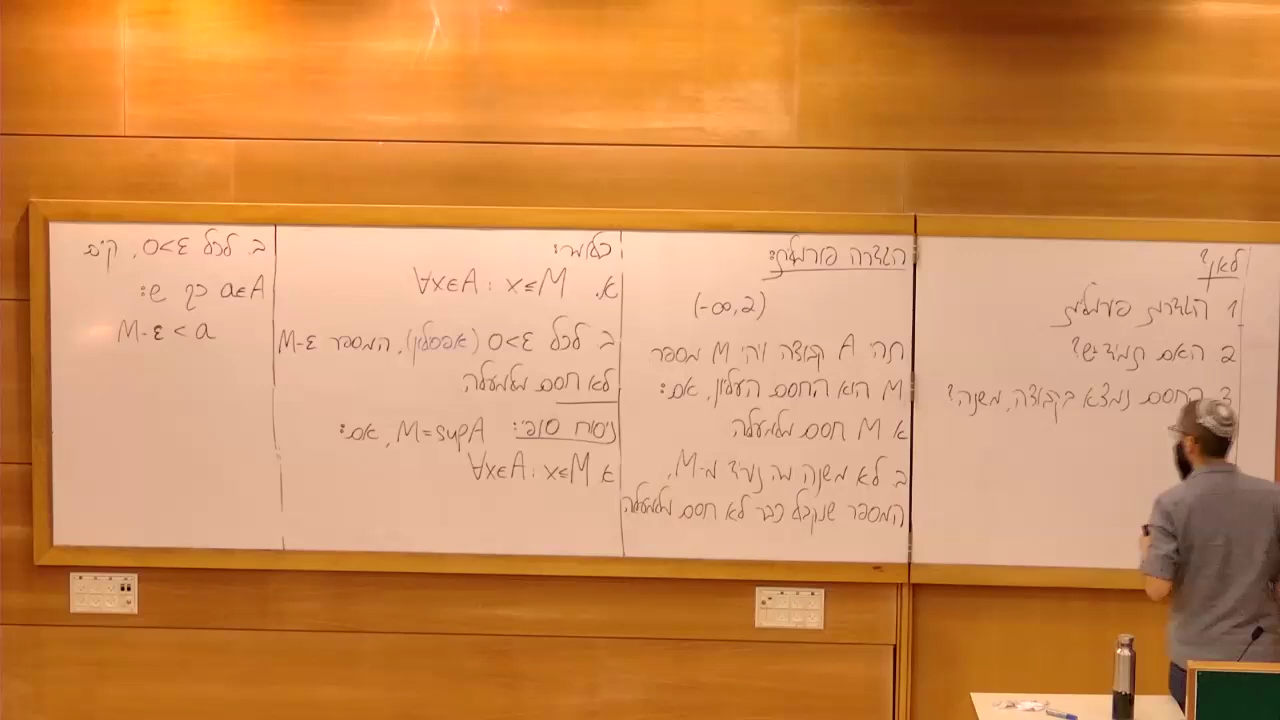 לאן?
1 הגדרת פורמלית
2 האם תמיד יש?
3 החסם נמצא בקבוצה, משנה?
הגדרה פורמלית:
(-∞,2)
תהי A קבוצה ויהי M מספר
M הוא החסם העליון, אם:
א M חסם מלמעלה
ב לא משנה מה נוריד מ-M,
המספר שנקבל כבר לא חסם מלמעלה
כלומר:
א. ∀x∈A: x≤M
ב לכל 0<ε (אפסילון), המספר M-ε
לא חסם מלמעלה
ניסוח סופי: M=supA, אם:
א ∀x∈A: x≤M
ב. לכל 0<ε, קיים
a∈A כך ש:
M-ε<a